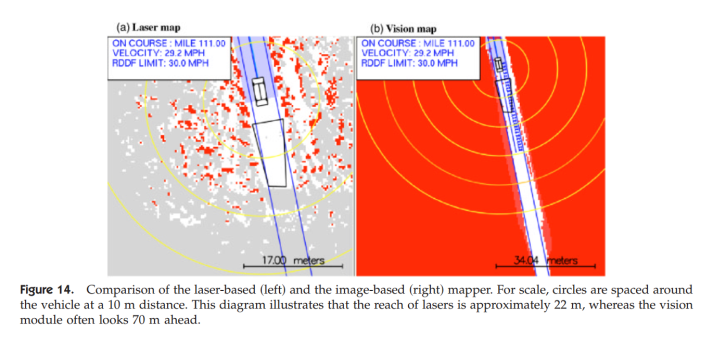 (a) Laser map
ON COURSE : MILE 111.00
VELOCITY: 29.2 MPH
RDDF LIMIT: 30.0 MPH
17.00 meters
(b) Vision map
ON COURSE : MILE 111.00
VELOCITY: 29.2 MPH
RDDF LIMIT: 30.0 MPH
34.04 meters
Figure 14. Comparison of the laser-based (left) and the image-based (right) mapper. For scale, circles are spaced around
the vehicle at a 10 m distance. This diagram illustrates that the reach of lasers is approximately 22 m, whereas the vision
module often looks 70 m ahead.